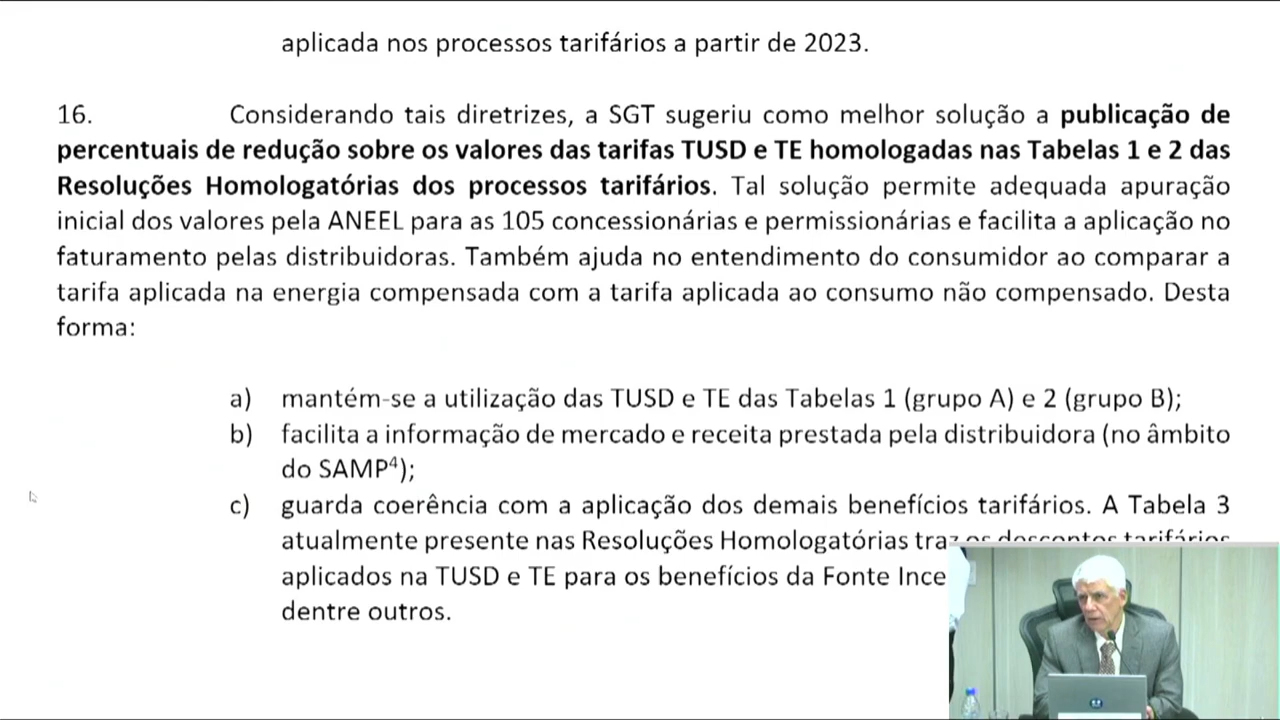 aplicada nos processos tarifários a partir de 2023.
16. Considerando tais diretrizes, a SGT sugeriu como melhor solução a publicação de
percentuais de redução sobre os valores das tarifas TUSD e TE homologadas nas Tabelas 1 e 2 das
Resoluções Homologatórias dos processos tarifários. Tal solução permite adequada apuração
inicial dos valores pela ANEEL para as 105 concessionárias e permissionárias e facilita a aplicação no
faturamento pelas distribuidoras. Também ajuda no entendimento do consumidor ao comparar a
tarifa aplicada na energia compensada com a tarifa aplicada ao consumo não compensado. Desta
forma:
a) mantém-se a utilização das TUSD e TE das Tabelas 1 (grupo A) e 2 (grupo B);
b) facilita a informação de mercado e receita prestada pela distribuidora (no âmbito
do SAMP⁴);
c) guarda coerência com a aplicação dos demais benefícios tarifários. A Tabela 3
atualmente presente nas Resoluções Homologatórias traz os descontos tarifários
aplicados na TUSD e TE para os benefícios da Fonte Ince
dentre outros.